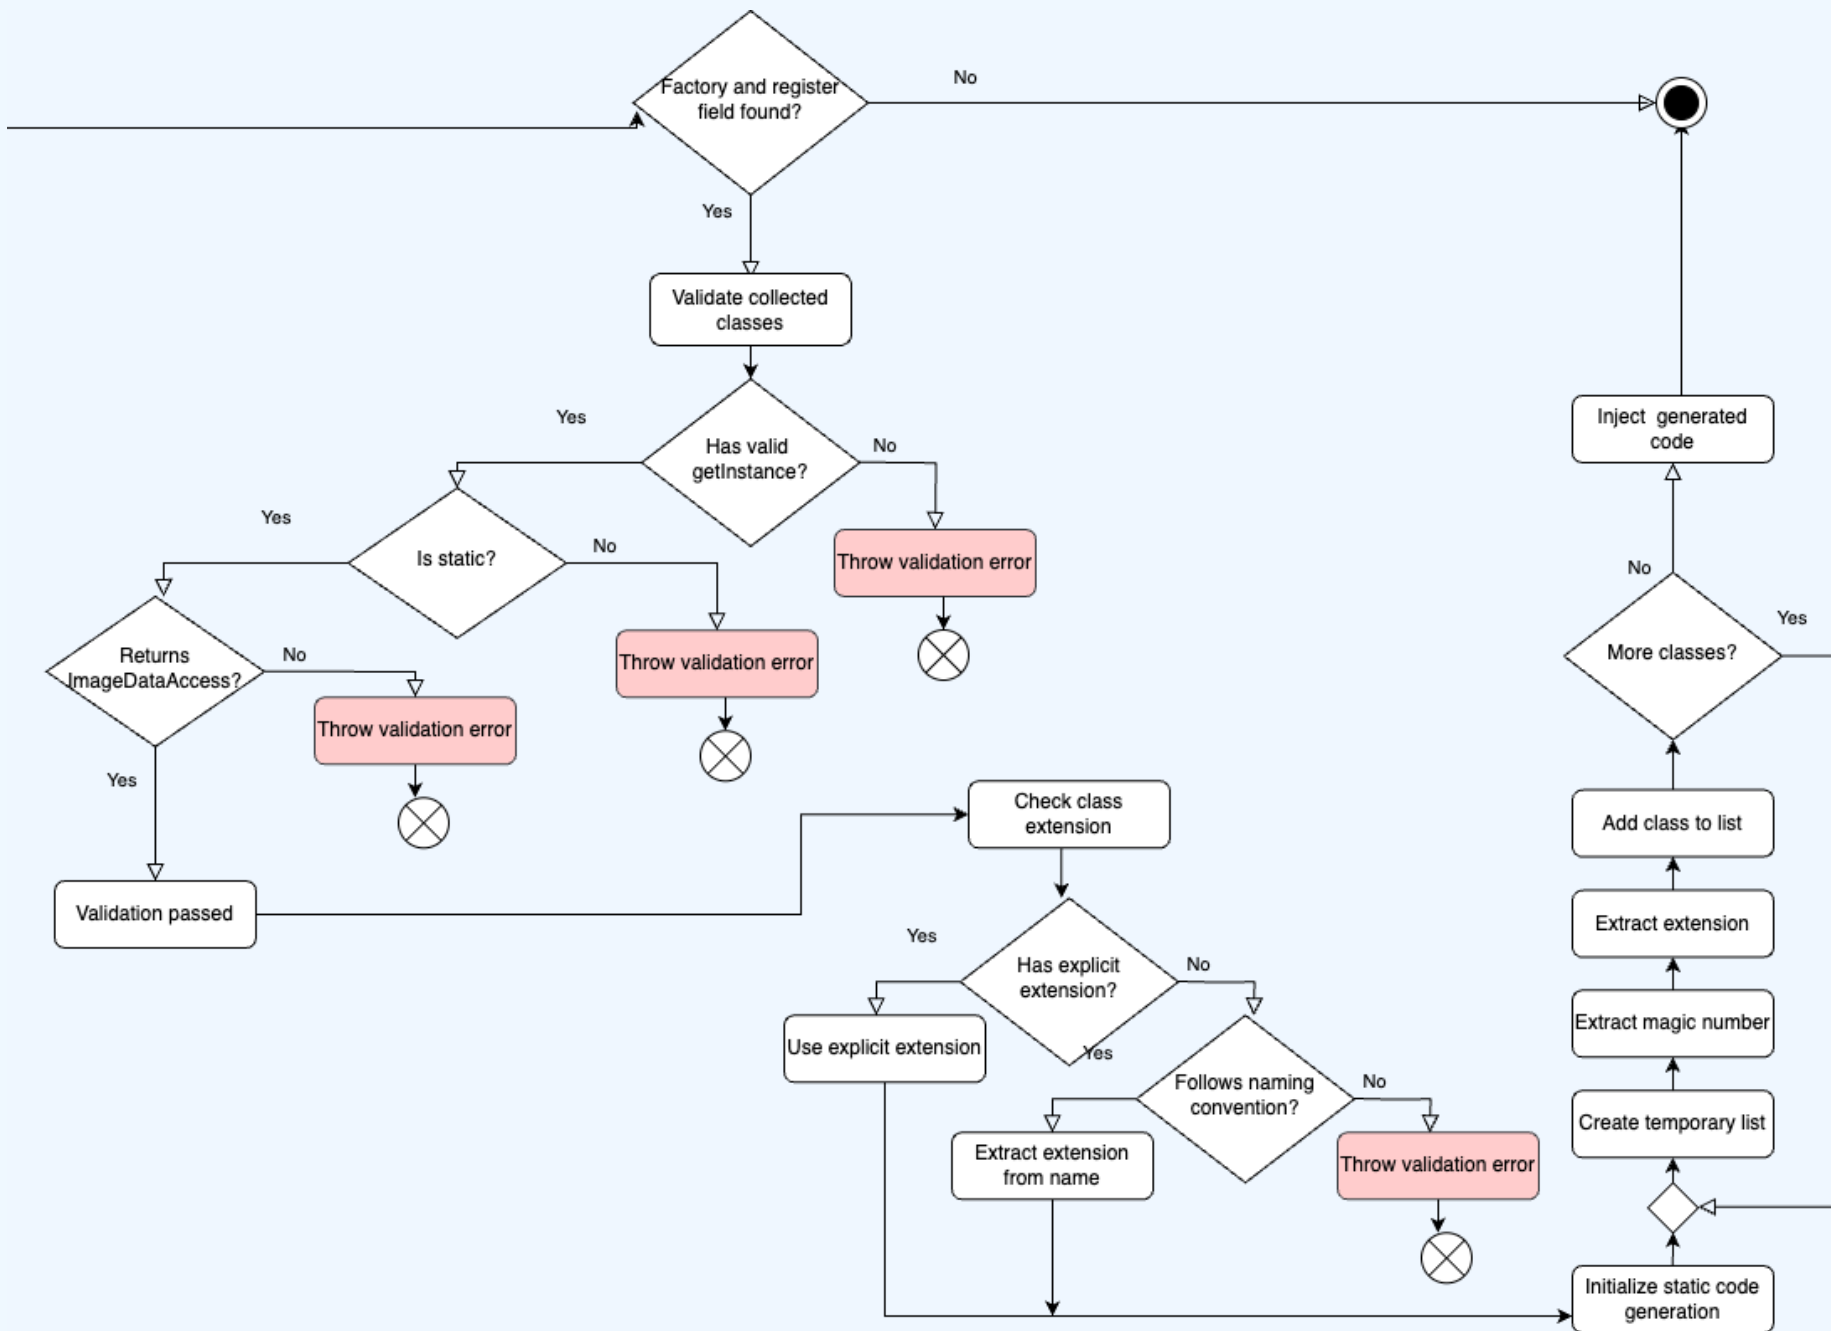 Factory and register
field found?
No
Yes
Validate collected
classes
Yes
Has valid
getInstance?
No
Inject  generated
code
Yes
Is static?
No
Throw validation error
No
More classes?
Yes
Returns
ImageDataAccess?
No
Throw validation error
Throw validation error
Yes
Check class
extension
Add class to list
Validation passed
Yes
Has explicit
extension?
No
Extract extension
Use explicit extension
Yes
Extract magic number
Follows naming
convention?
No
Create temporary list
Extract extension
from name
Throw validation error
Initialize static code
generation